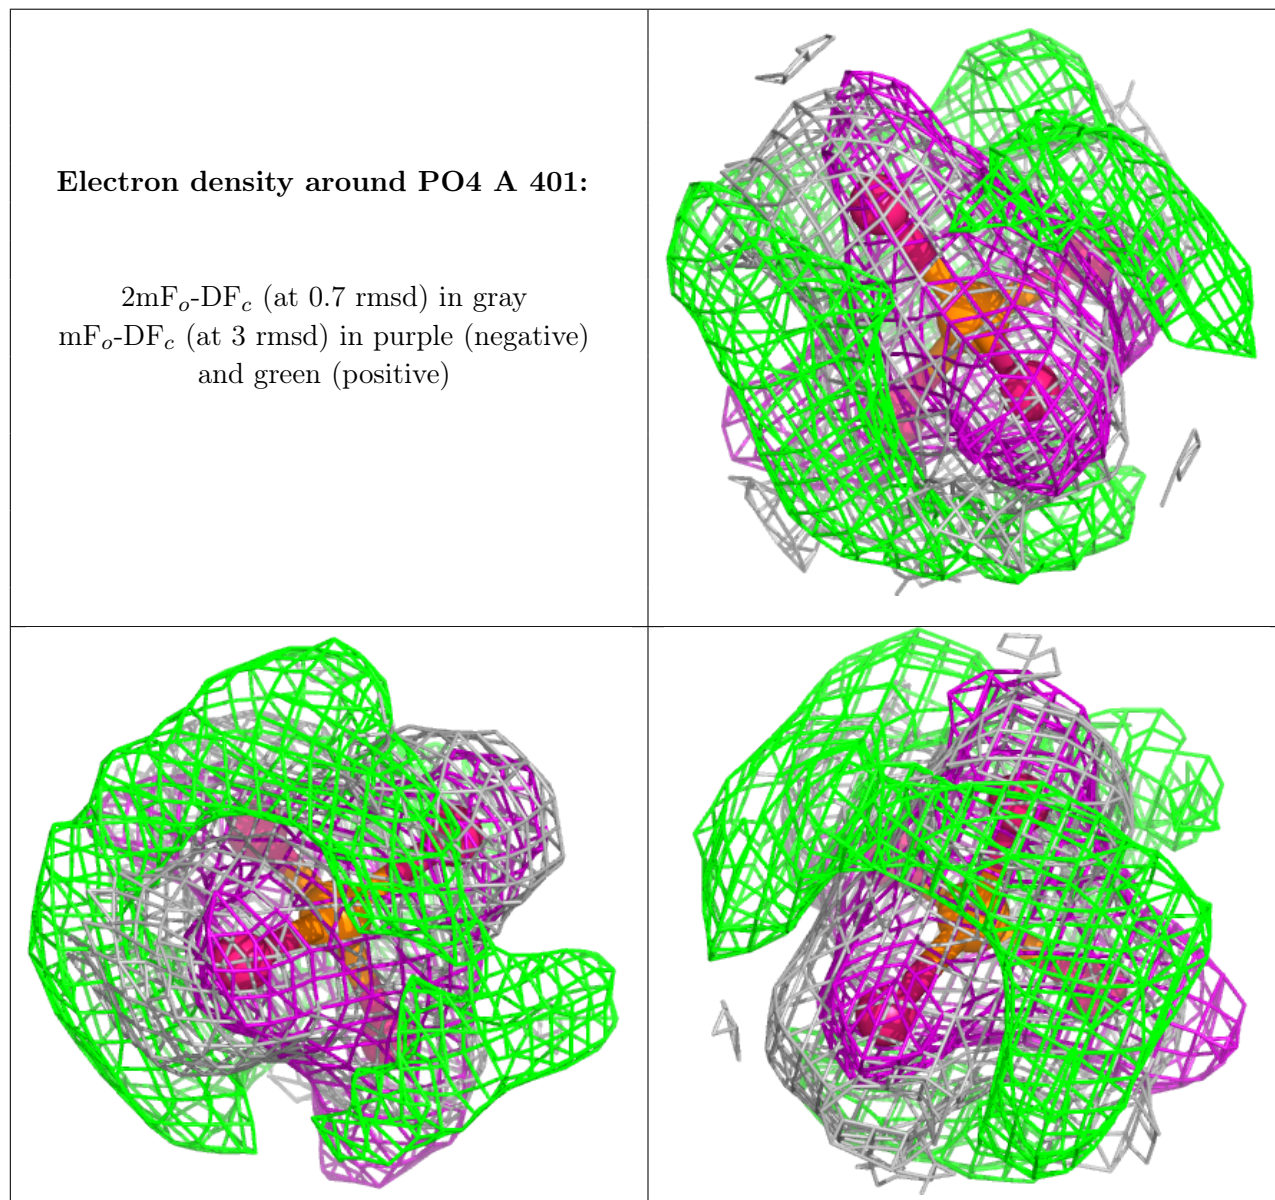 Electron density around PO4 A 401:
2mFo-DFc (at 0.7 rmsd) in gray
mFo-DFc (at 3 rmsd) in purple (negative)
and green (positive)